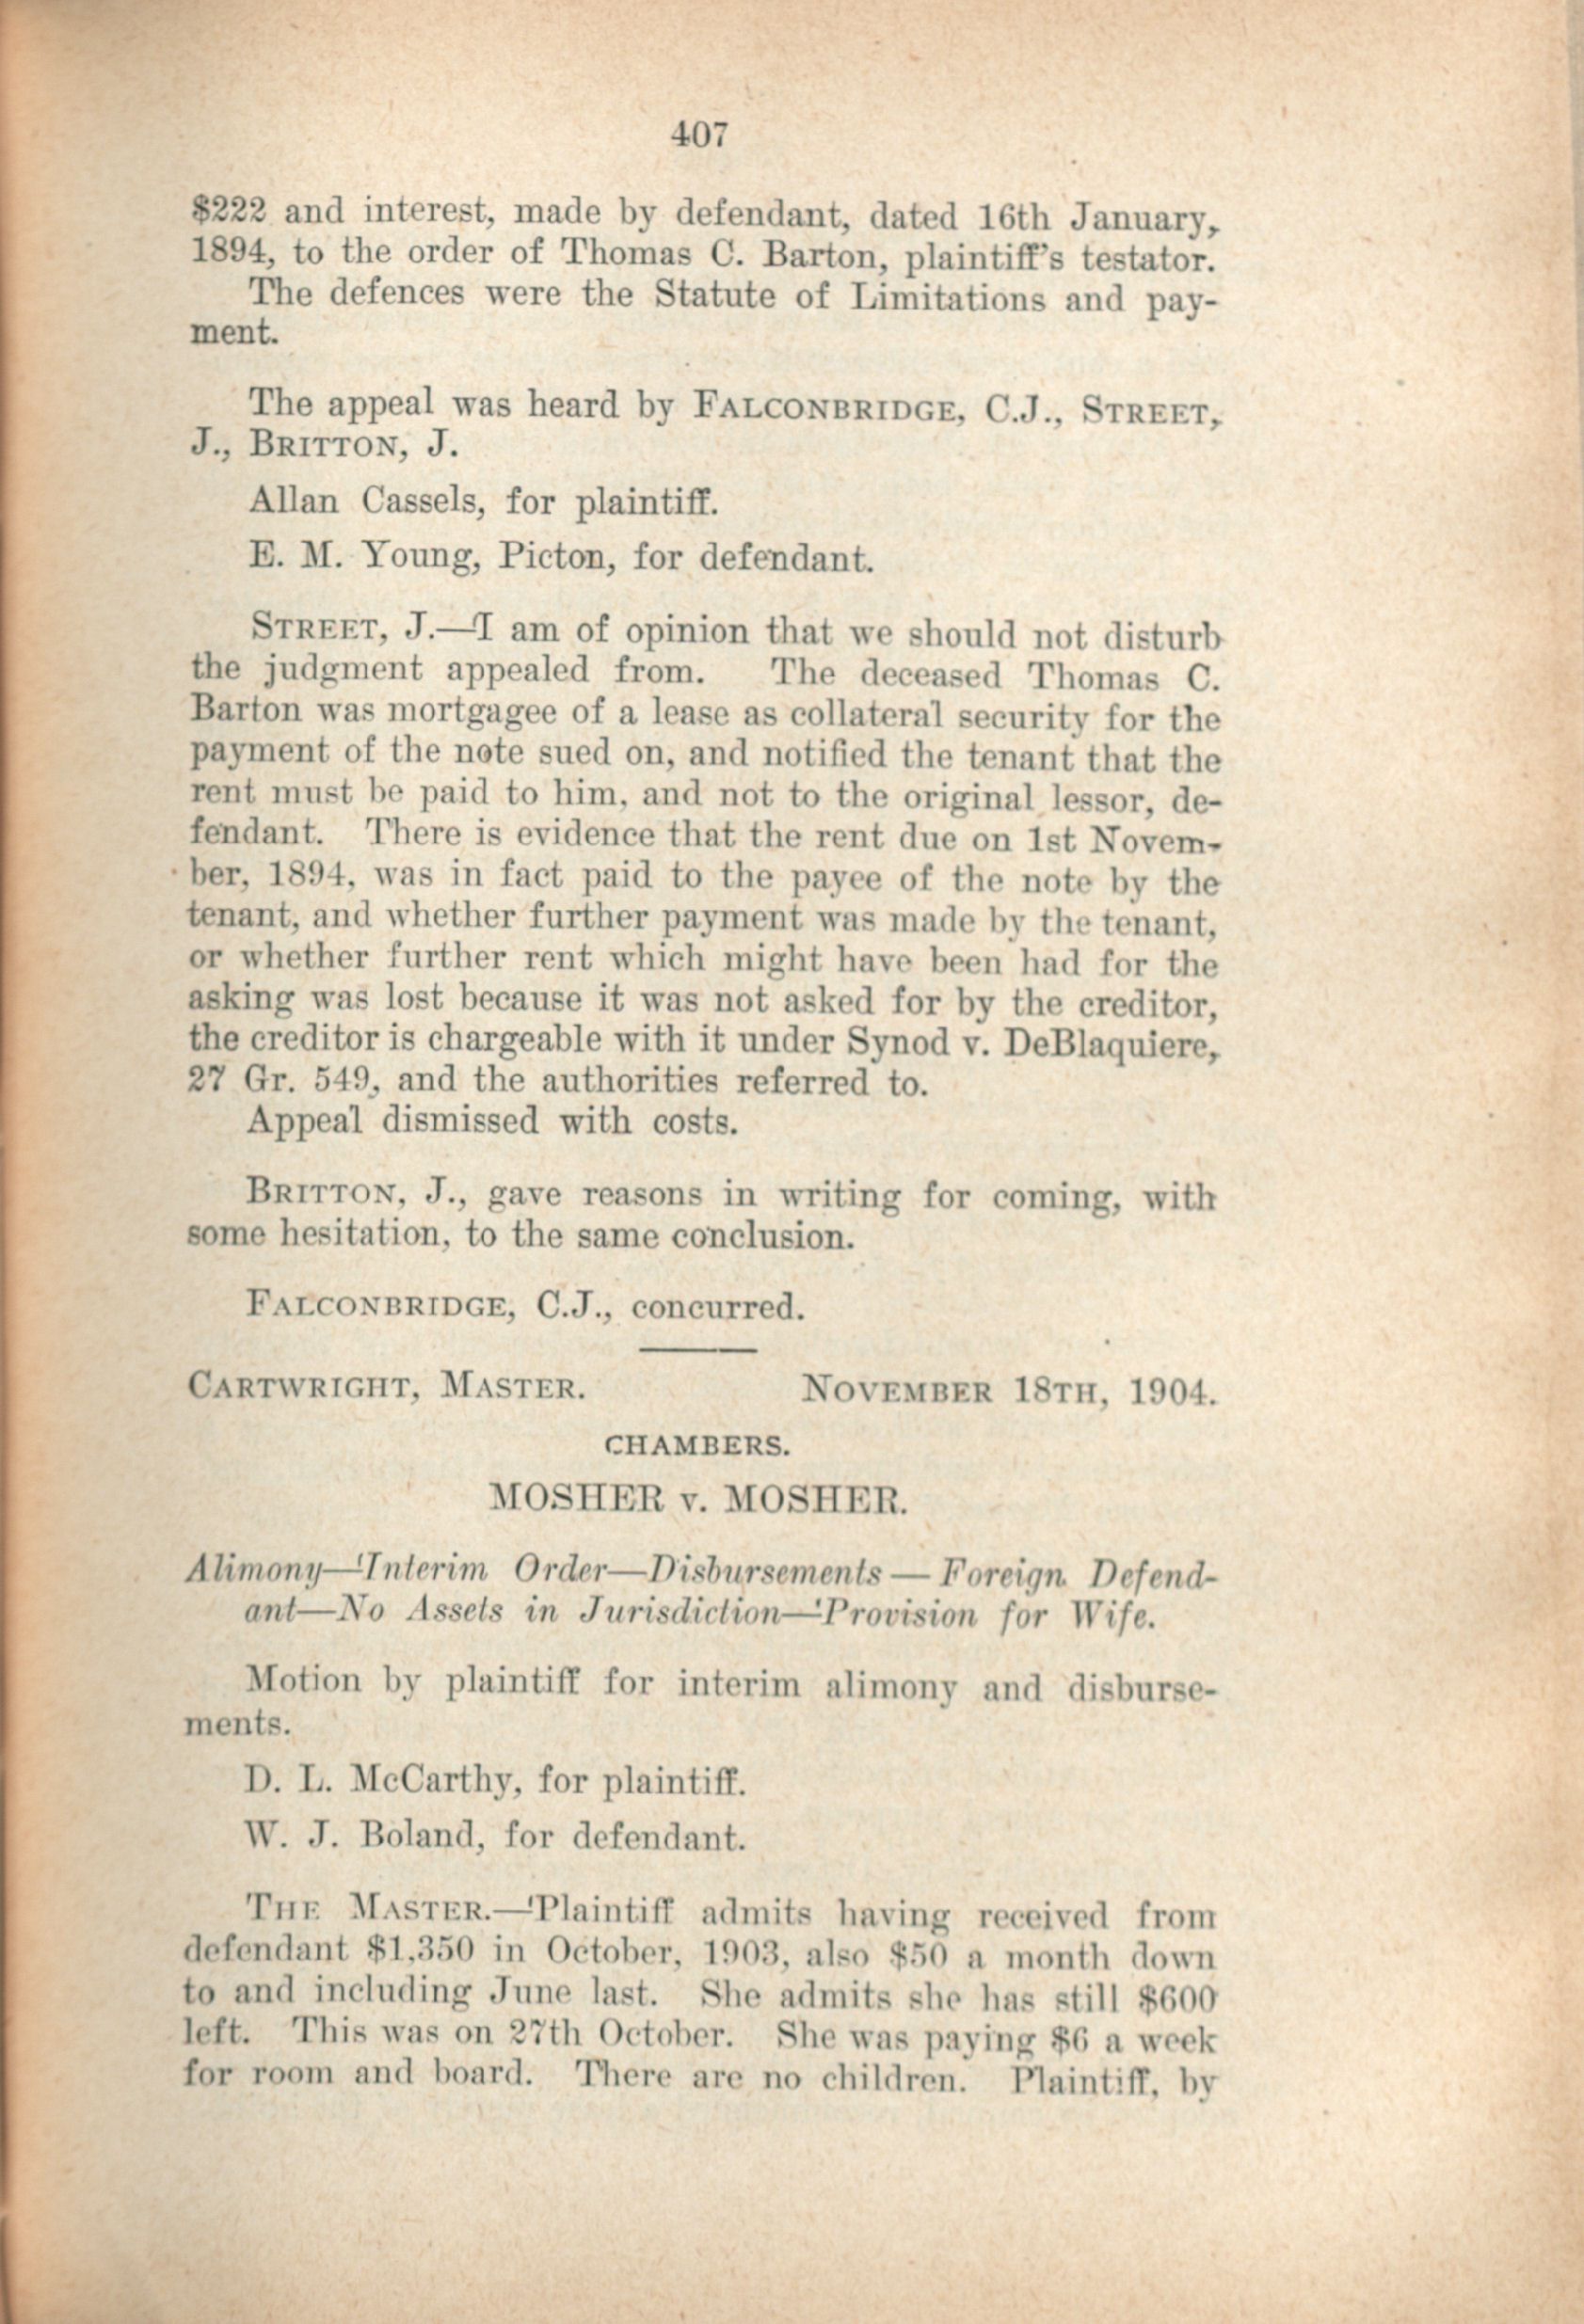 407
$222 and interest, made by defendant, dated 16th January,
1894, to the order of Thomas C. Barton, plaintiff's testator.
The defences were the Statute of Limitations and pay-
ment.
The appeal was heard by FALCONBRIDGE, C.J., STREET,
J., BRITTON, J.
Allan Cassels, for plaintiff.
E. M. Young, Picton, for defendant.
STREET, J.—I am of opinion that we should not disturb
the judgment appealed from. The deceased Thomas C.
Barton was mortgagee of a lease as collateral security for the
payment of the note sued on, and notified the tenant that the
rent must be paid to him, and not to the original lessor, de-
fendant. There is evidence that the rent due on 1st Novem-
ber, 1894, was in fact paid to the payee of the note by the
tenant, and whether further payment was made by the tenant,
or whether further rent which might have been had for the
asking was lost because it was not asked for by the creditor,
the creditor is chargeable with it under Synod v. DeBlaquiere,
27 Gr. 549, and the authorities referred to.
Appeal dismissed with costs.
BRITTON, J., gave reasons in writing for coming, with
some hesitation, to the same conclusion.
FALCONBRIDGE, C.J., concurred.
CARTWRIGHT, MASTER. NOVEMBER 18TH, 1904.
CHAMBERS.
MOSHER v. MOSHER.
Alimony—Interim Order—Disbursements — Foreign Defend-
ant—No Assets in Jurisdiction—Provision for Wife.
Motion by plaintiff for interim alimony and disburse-
ments.
D. L. McCarthy, for plaintiff.
W. J. Boland, for defendant.
THE MASTER.—Plaintiff admits having received from
defendant $1,350 in October, 1903, also $50 a month down
to and including June last. She admits she has still $600
left. This was on 27th October. She was paying $6 a week
for room and board. There are no children. Plaintiff, by